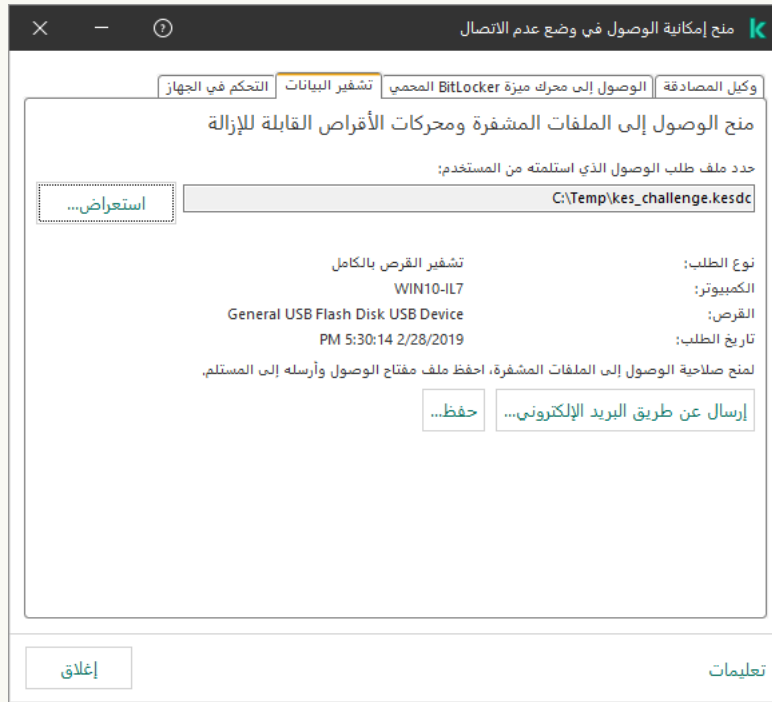 منح إمكانية الوصول في وضع عدم الاتصال
وكيل المصادقة الوصول إلى محرك ميزة BitLocker المحمي تشفير البيانات التحكم في الجهاز
منح الوصول إلى الملفات المشفرة ومحركات الأقراص القابلة للإزالة
حدد ملف طلب الوصول الذي استلمته من المستخدم:
C:\Temp\kes_challenge.kesdc استعراض...
نوع الطلب: تشفير القرص بالكامل
الكمبيوتر: WIN10-IL7
القرص: General USB Flash Disk USB Device
تاريخ الطلب: PM 5:30:14 2/28/2019
لمنح صلاحية الوصول إلى الملفات المشفرة، احفظ ملف مفتاح الوصول وأرسله إلى المستلم.
إرسال عن طريق البريد الإلكتروني... حفظ...
تعليمات إغلاق